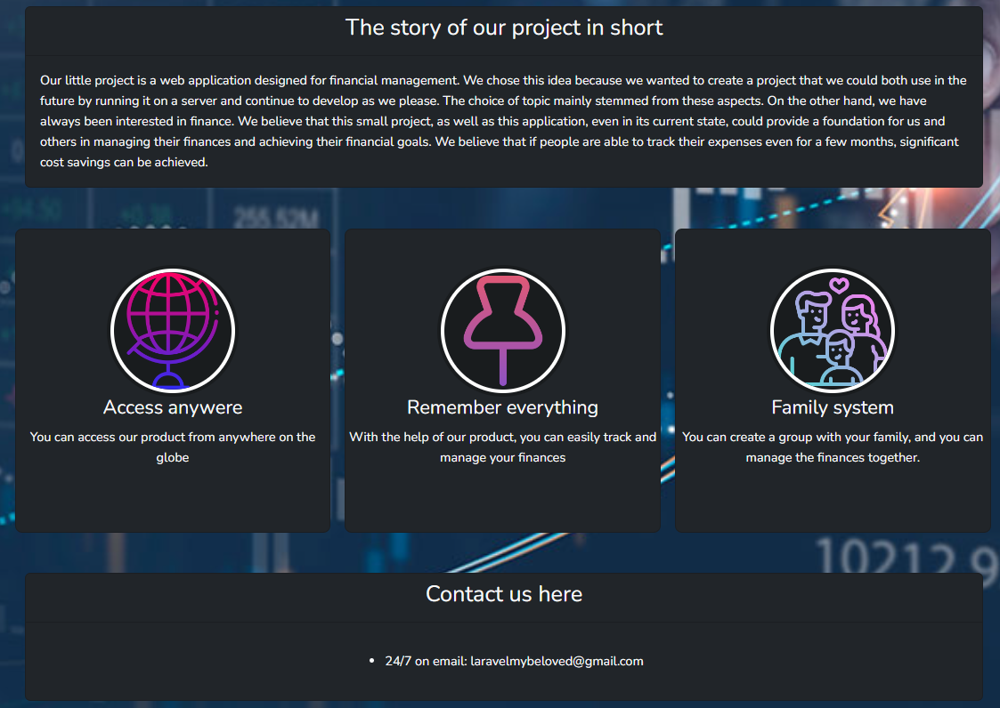 The story of our project in short
Our little project is a web application designed for financial management. We chose this idea because we wanted to create a project that we could both use in the
future by running it on a server and continue to develop as we please. The choice of topic mainly stemmed from these aspects. On the other hand, we have
always been interested in finance. We believe that this small project, as well as this application, even in its current state, could provide a foundation for us and
others in managing their finances and achieving their financial goals. We believe that if people are able to track their expenses even for a few months, significant
cost savings can be achieved.
+94.50
+0.38
255.52M
Access anywere
You can access our product from anywhere on the
globe
Remember everything
With the help of our product, you can easily track and
manage your finances
Family system
You can create a group with your family, and you can
manage the finances together.
10212.9
Contact us here
• 24/7 on email: laravelmybeloved@gmail.com